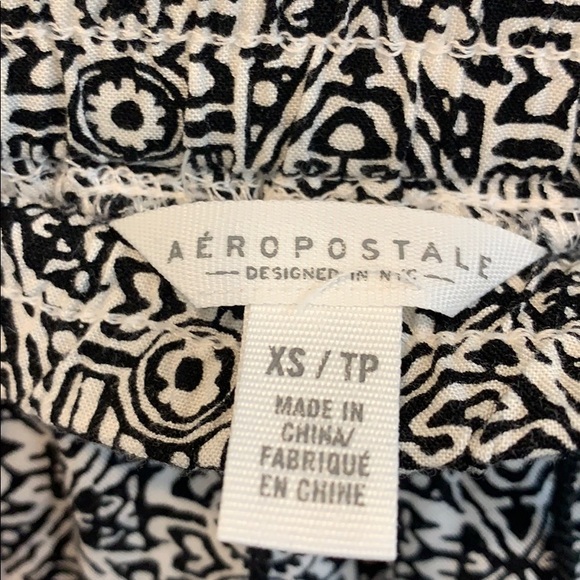 AÉROPOSTALE
DESIGNED IN NYC
XS / TP
MADE IN
CHINA/
FABRIQUÉ
EN CHINE